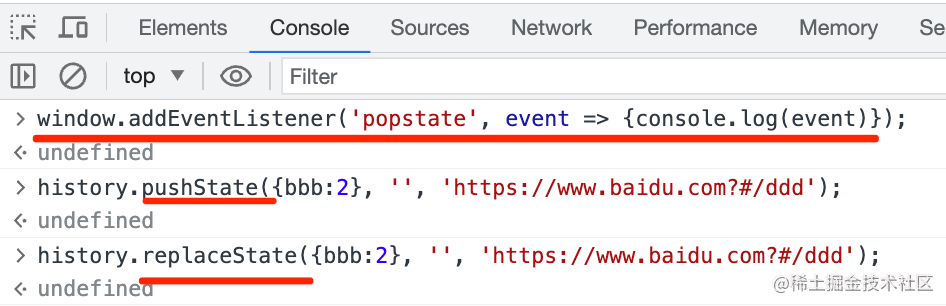 Elements Console Sources Network Performance Memory Se
top Filter
window.addEventListener('popstate', event => {console.log(event)});
undefined
history.pushState({bbb:2}, '', 'https://www.baidu.com?#/ddd');
undefined
history.replaceState({bbb:2}, '', 'https://www.baidu.com?#/ddd');
undefined
@稀土掘金技术社区